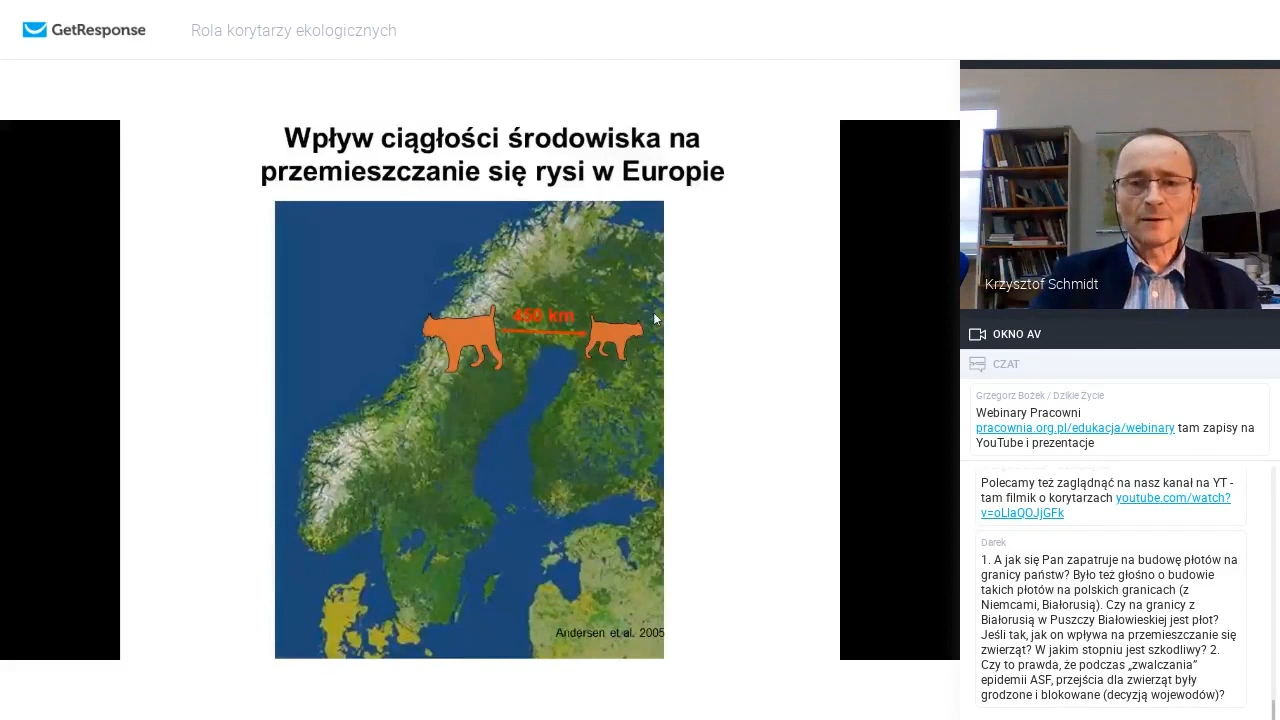 GetResponse
Rola korytarzy ekologicznych
Wpływ ciągłości środowiska na
przemieszczanie się rysi w Europie
450 km
Andersen et al. 2005
Krzysztof Schmidt
OKNO AV
CZAT
Grzegorz Bożek / Dzikie Życie
Webinary Pracowni
pracownia.org.pl/edukacja/webinary tam zapisy na
YouTube i prezentacje
Polecamy też zaglądnąć na nasz kanał na YT -
tam filmik o korytarzach youtube.com/watch?
v=oLlaQOJjGFk
Darek
1. A jak się Pan zapatruje na budowę płotów na
granicy państw? Było też głośno o budowie
takich płotów na polskich granicach (z
Niemcami, Białorusią). Czy na granicy z
Białorusią w Puszczy Białowieskiej jest płot?
Jeśli tak, jak on wpływa na przemieszczanie się
zwierząt? W jakim stopniu jest szkodliwy? 2.
Czy to prawda, że podczas „zwalczania”
epidemii ASF, przejścia dla zwierząt były
grodzone i blokowane (decyzją wojewodów)?